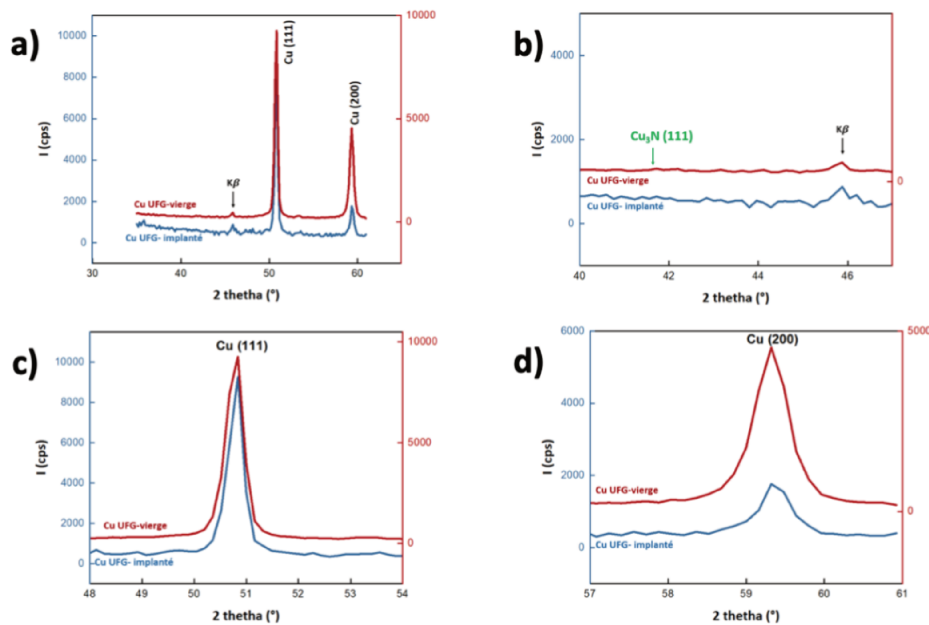 a)
I (cps)
10000
8000
6000
4000
2000
0
10000
5000
0
Cu (111)
Cu (200)
Kβ
Cu UFG-vierge
Cu UFG- implanté
30
40
50
60
2 thetha (°)
b)
I (cps)
4000
2000
0
0
Cu₃N (111)
Kβ
Cu UFG-vierge
Cu UFG- implanté
40
42
44
46
2 thetha (°)
c)
I (cps)
10000
8000
6000
4000
2000
0
10000
5000
0
Cu (111)
Cu UFG-vierge
Cu UFG- implanté
48
49
50
51
52
53
54
2 thetha (°)
d)
I (cps)
6000
4000
2000
0
5000
0
Cu (200)
Cu UFG-vierge
Cu UFG- implanté
57
58
59
60
61
2 thetha (°)